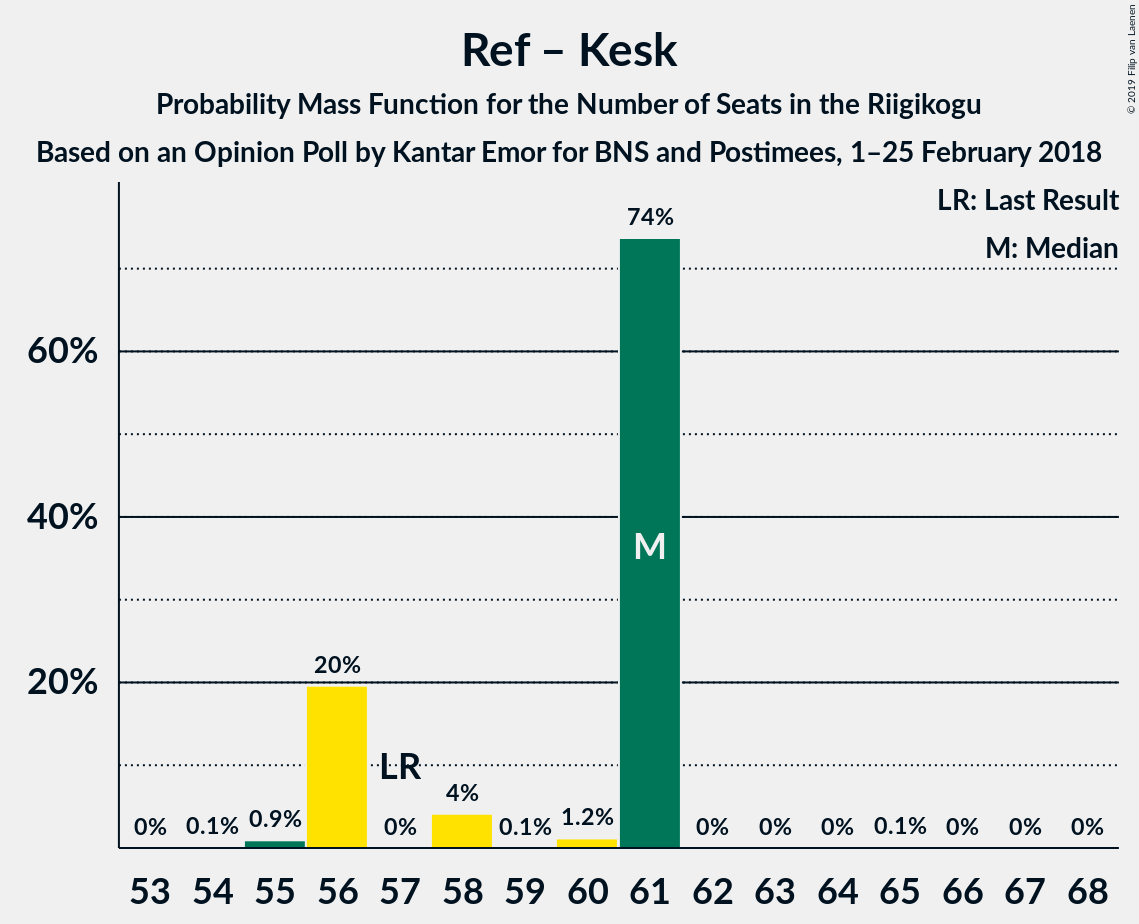 Ref – Kesk
Probability Mass Function for the Number of Seats in the Riigikogu
Based on an Opinion Poll by Kantar Emor for BNS and Postimees, 1–25 February 2018
© 2019 Filip van Laenen
LR: Last Result
M: Median
74%
60%
40%
M
20%
20%
LR
0% 0.1% 0.9% 0% 4% 0.1% 1.2% 0% 0% 0% 0.1% 0% 0% 0%
53 54 55 56 57 58 59 60 61 62 63 64 65 66 67 68